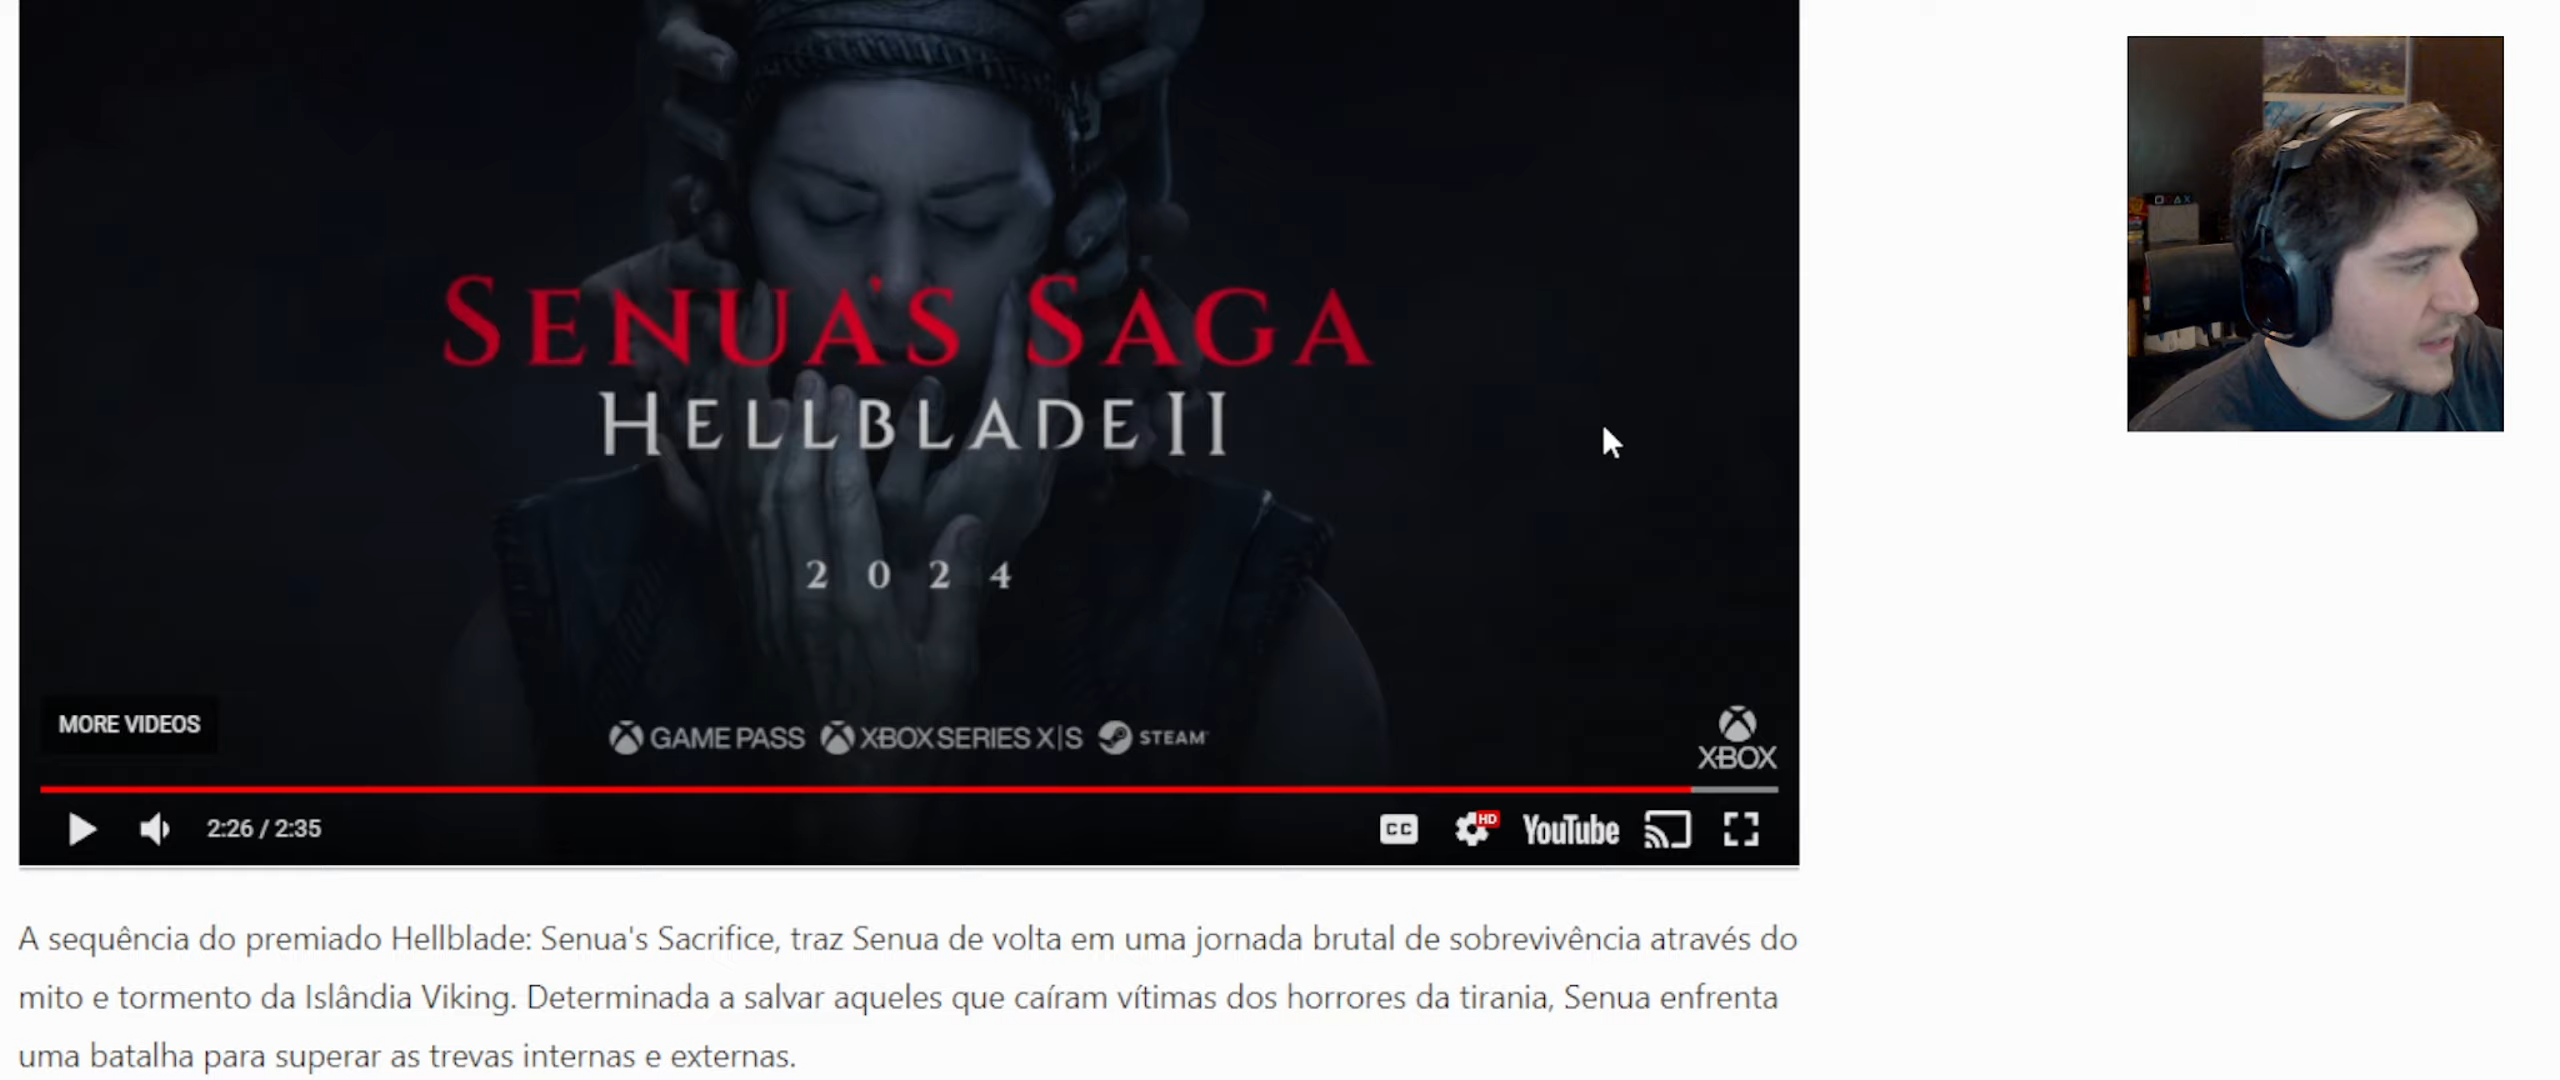 SENUA'S SAGA
HELLBLADE II
2024
MORE VIDEOS
GAME PASS XBOX SERIES X|S STEAM
XBOX
2:26 / 2:35
CC HD YouTube
A sequência do premiado Hellblade: Senua's Sacrifice, traz Senua de volta em uma jornada brutal de sobrevivência através do
mito e tormento da Islândia Viking. Determinada a salvar aqueles que caíram vítimas dos horrores da tirania, Senua enfrenta
uma batalha para superar as trevas internas e externas.